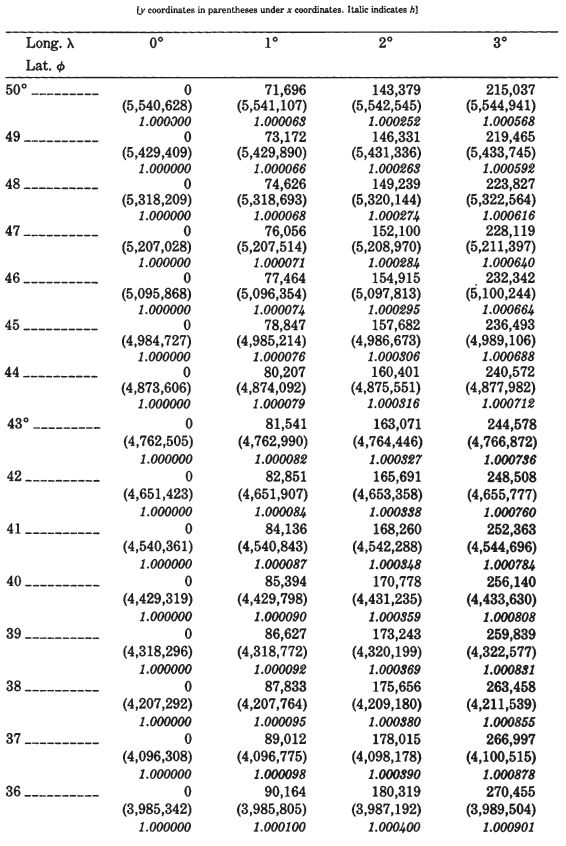 [y coordinates in parentheses under x coordinates. Italic indicates h]
Long. λ 0° 1° 2° 3°
Lat. ϕ
50° __________ 0 71,696 143,379 215,037
(5,540,628) (5,541,107) (5,542,545) (5,544,941)
1.000000 1.000063 1.000252 1.000568
49 __________ 0 73,172 146,331 219,465
(5,429,409) (5,429,890) (5,431,336) (5,433,745)
1.000000 1.000066 1.000263 1.000592
48 __________ 0 74,626 149,239 223,827
(5,318,209) (5,318,693) (5,320,144) (5,322,564)
1.000000 1.000068 1.000274 1.000616
47 __________ 0 76,056 152,100 228,119
(5,207,028) (5,207,514) (5,208,970) (5,211,397)
1.000000 1.000071 1.000284 1.000640
46 __________ 0 77,464 154,915 232,342
(5,095,868) (5,096,354) (5,097,813) (5,100,244)
1.000000 1.000074 1.000295 1.000664
45 __________ 0 78,847 157,682 236,493
(4,984,727) (4,985,214) (4,986,673) (4,989,106)
1.000000 1.000076 1.000306 1.000688
44 __________ 0 80,207 160,401 240,572
(4,873,606) (4,874,092) (4,875,551) (4,877,982)
1.000000 1.000079 1.000316 1.000712
43° __________ 0 81,541 163,071 244,578
(4,762,505) (4,762,990) (4,764,446) (4,766,872)
1.000000 1.000082 1.000327 1.000736
42 __________ 0 82,851 165,691 248,508
(4,651,423) (4,651,907) (4,653,358) (4,655,777)
1.000000 1.000084 1.000338 1.000760
41 __________ 0 84,136 168,260 252,363
(4,540,361) (4,540,843) (4,542,288) (4,544,696)
1.000000 1.000087 1.000348 1.000784
40 __________ 0 85,394 170,778 256,140
(4,429,319) (4,429,798) (4,431,235) (4,433,630)
1.000000 1.000090 1.000359 1.000808
39 __________ 0 86,627 173,243 259,839
(4,318,296) (4,318,772) (4,320,199) (4,322,577)
1.000000 1.000092 1.000369 1.000831
38 __________ 0 87,833 175,656 263,458
(4,207,292) (4,207,764) (4,209,180) (4,211,539)
1.000000 1.000095 1.000380 1.000855
37 __________ 0 89,012 178,015 266,997
(4,096,308) (4,096,775) (4,098,178) (4,100,515)
1.000000 1.000098 1.000390 1.000878
36 __________ 0 90,164 180,319 270,455
(3,985,342) (3,985,805) (3,987,192) (3,989,504)
1.000000 1.000100 1.000400 1.000901